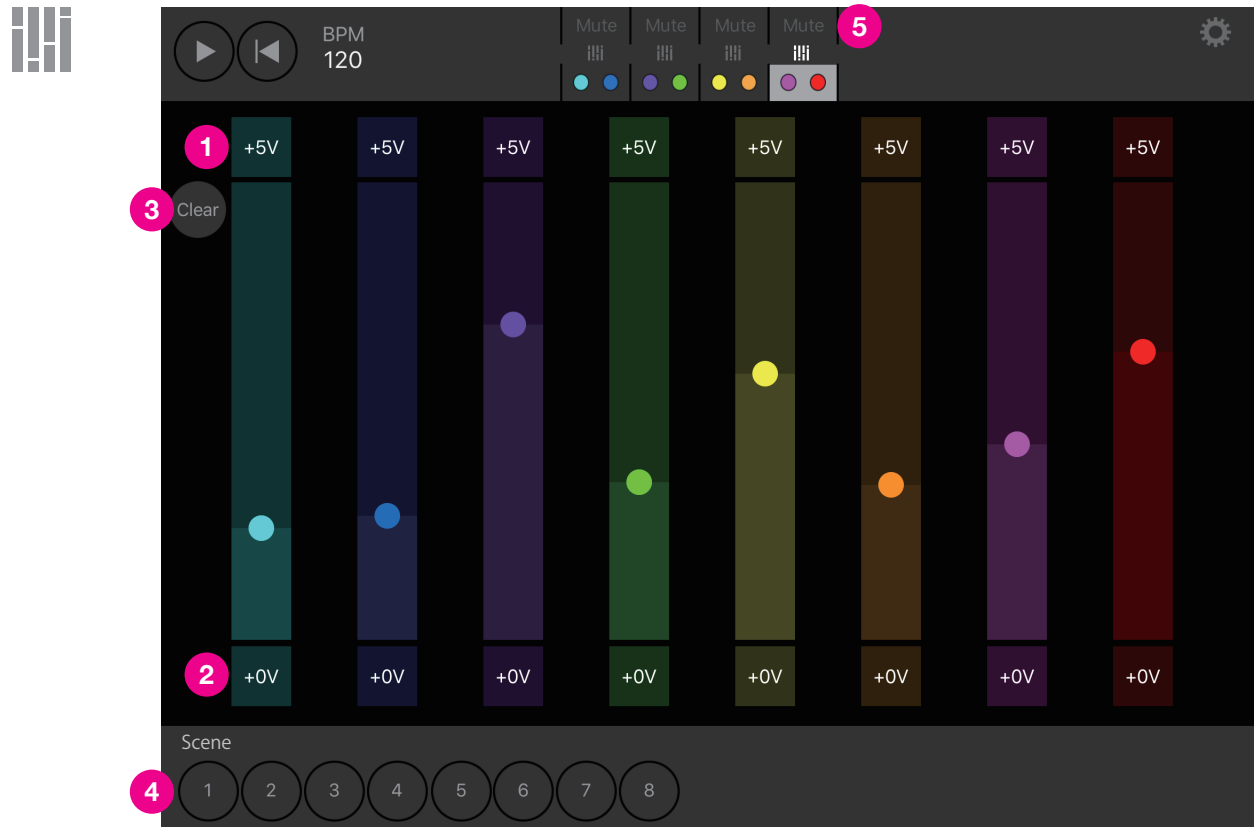 BPM
120
Mute Mute Mute Mute 5
1 +5V +5V +5V +5V +5V +5V +5V +5V
3 Clear
2 +0V +0V +0V +0V +0V +0V +0V +0V
Scene
4 1 2 3 4 5 6 7 8